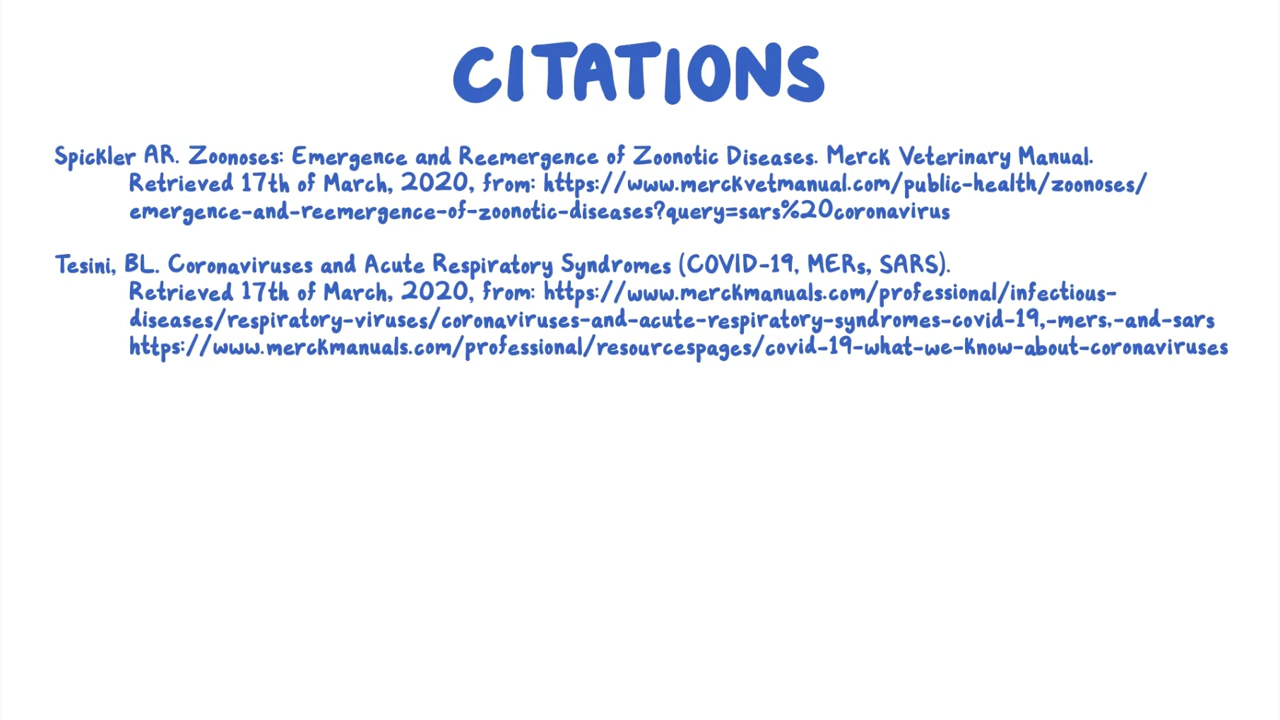 CITATIONS
Spickler AR. Zoonoses: Emergence and Reemergence of Zoonotic Diseases. Merck Veterinary Manual.
Retrieved 17th of March, 2020, from: https://www.merckvetmanual.com/public-health/zoonoses/
emergence-and-reemergence-of-zoonotic-diseases?query=sars%20coronavirus
Tesini, BL. Coronaviruses and Acute Respiratory Syndromes (COVID-19, MERs, SARS).
Retrieved 17th of March, 2020, from: https://www.merckmanuals.com/professional/infectious-
diseases/respiratory-viruses/coronaviruses-and-acute-respiratory-syndromes-covid-19,-mers,-and-sars
https://www.merckmanuals.com/professional/resourcespages/covid-19-what-we-know-about-coronaviruses